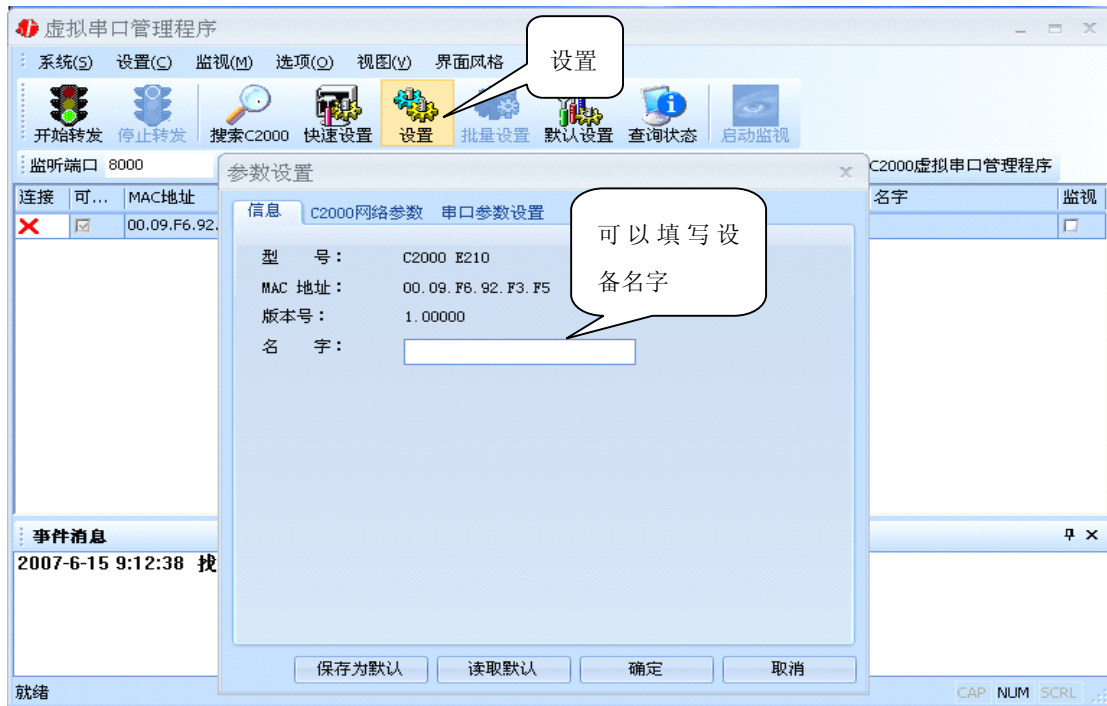 虚拟串口管理程序
系统(S) 设置(C) 监视(M) 选项(O) 视图(V) 界面风格
设置
开始转发 停止转发 搜索C2000 快速设置 设置 批量设置 默认设置 查询状态 启动监视
监听端口 8000
C2000虚拟串口管理程序
连接 可... MAC地址 名字 监视
00.09.F6.92.
参数设置
信息 C2000网络参数 串口参数设置
可以填写设
备名字
型 号： C2000 E210
MAC 地址： 00.09.F6.92.F3.F5
版本号： 1.00000
名 字：
事件消息
2007-6-15 9:12:38 找
保存为默认 读取默认 确定 取消
就绪
CAP NUM SCRL